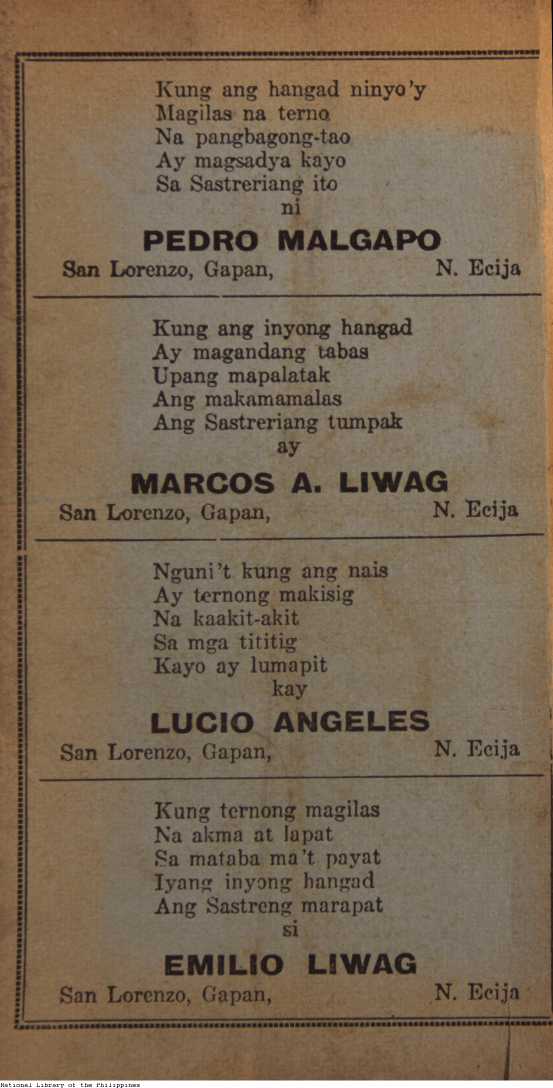 Kung ang hangad ninyo'y
Magilas na terno
Na pangbagong-tao
Ay magsadya kayo
Sa Sastreriang ito
ni
PEDRO MALGAPO
San Lorenzo, Gapan, N. Ecija
Kung ang inyong hangad
Ay magandang tabas
Upang mapalatak
Ang makamamalas
Ang Sastreriang tumpak
ay
MARCOS A. LIWAG
San Lorenzo, Gapan, N. Ecija
Nguni't kung ang nais
Ay ternong makisig
Na kaakit-akit
Sa mga tititig
Kayo ay lumapit
kay
LUCIO ANGELES
San Lorenzo, Gapan, N. Ecija
Kung ternong magilas
Na akma at lapat
Sa mataba ma't payat
Iyang inyong hangad
Ang Sastreng marapat
si
EMILIO LIWAG
San Lorenzo, Gapan, N. Ecija
National Library of the Philippines